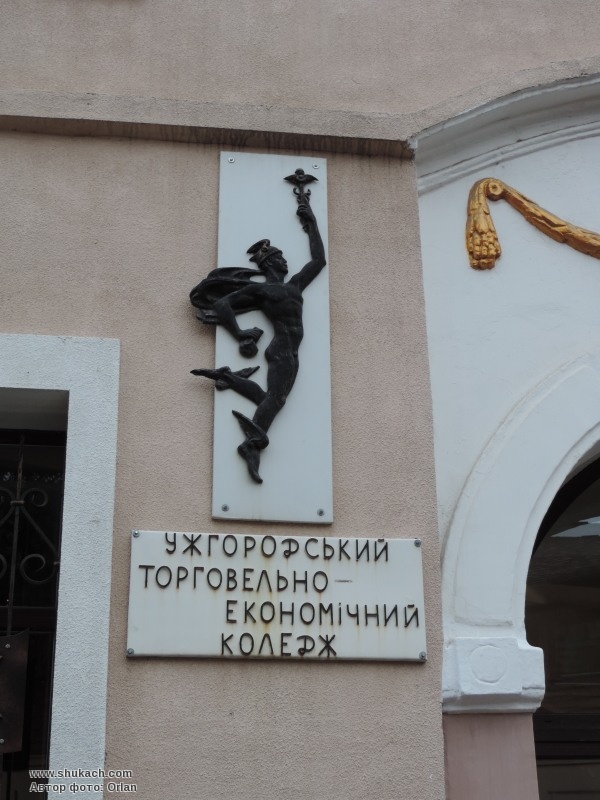 УЖГОРОДСЬКИЙ
ТОРГОВЕЛЬНО–
ЕКОНОМіЧНИЙ
КОЛЕДЖ
www.shukach.com
Автор фото: Orlan